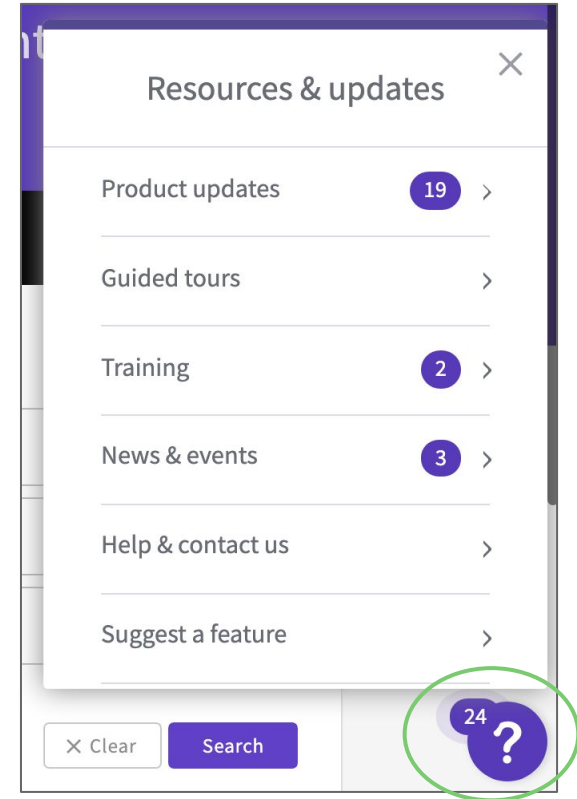 nt
Resources & updates
Product updates 19
Guided tours
Training 2
News & events 3
Help & contact us
Suggest a feature
24
?
Clear Search